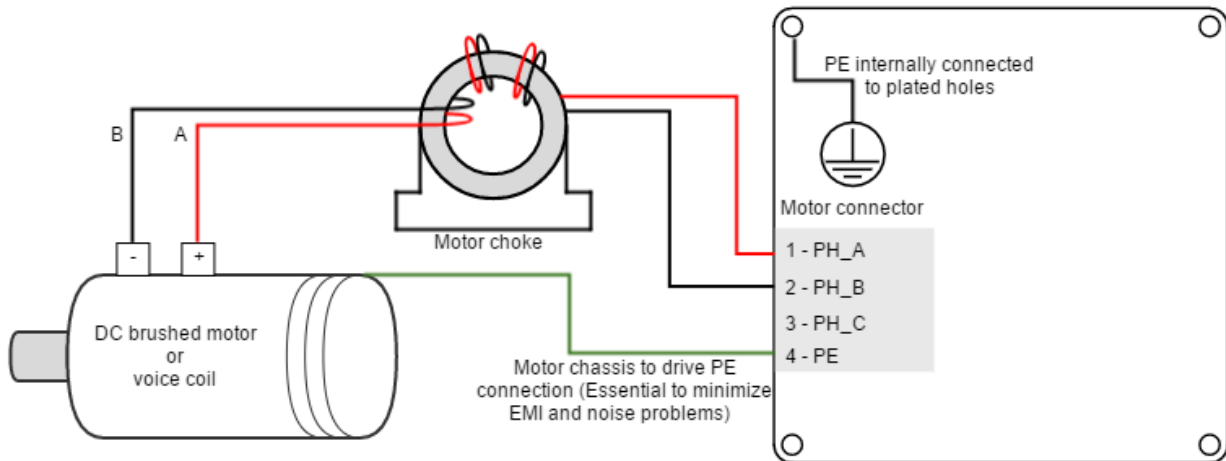 PE internally connected
to plated holes
B
A
Motor connector
Motor choke
1 - PH_A
-
+
2 - PH_B
3 - PH_C
DC brushed motor
or
voice coil
4 - PE
Motor chassis to drive PE
connection (Essential to minimize
EMI and noise problems)